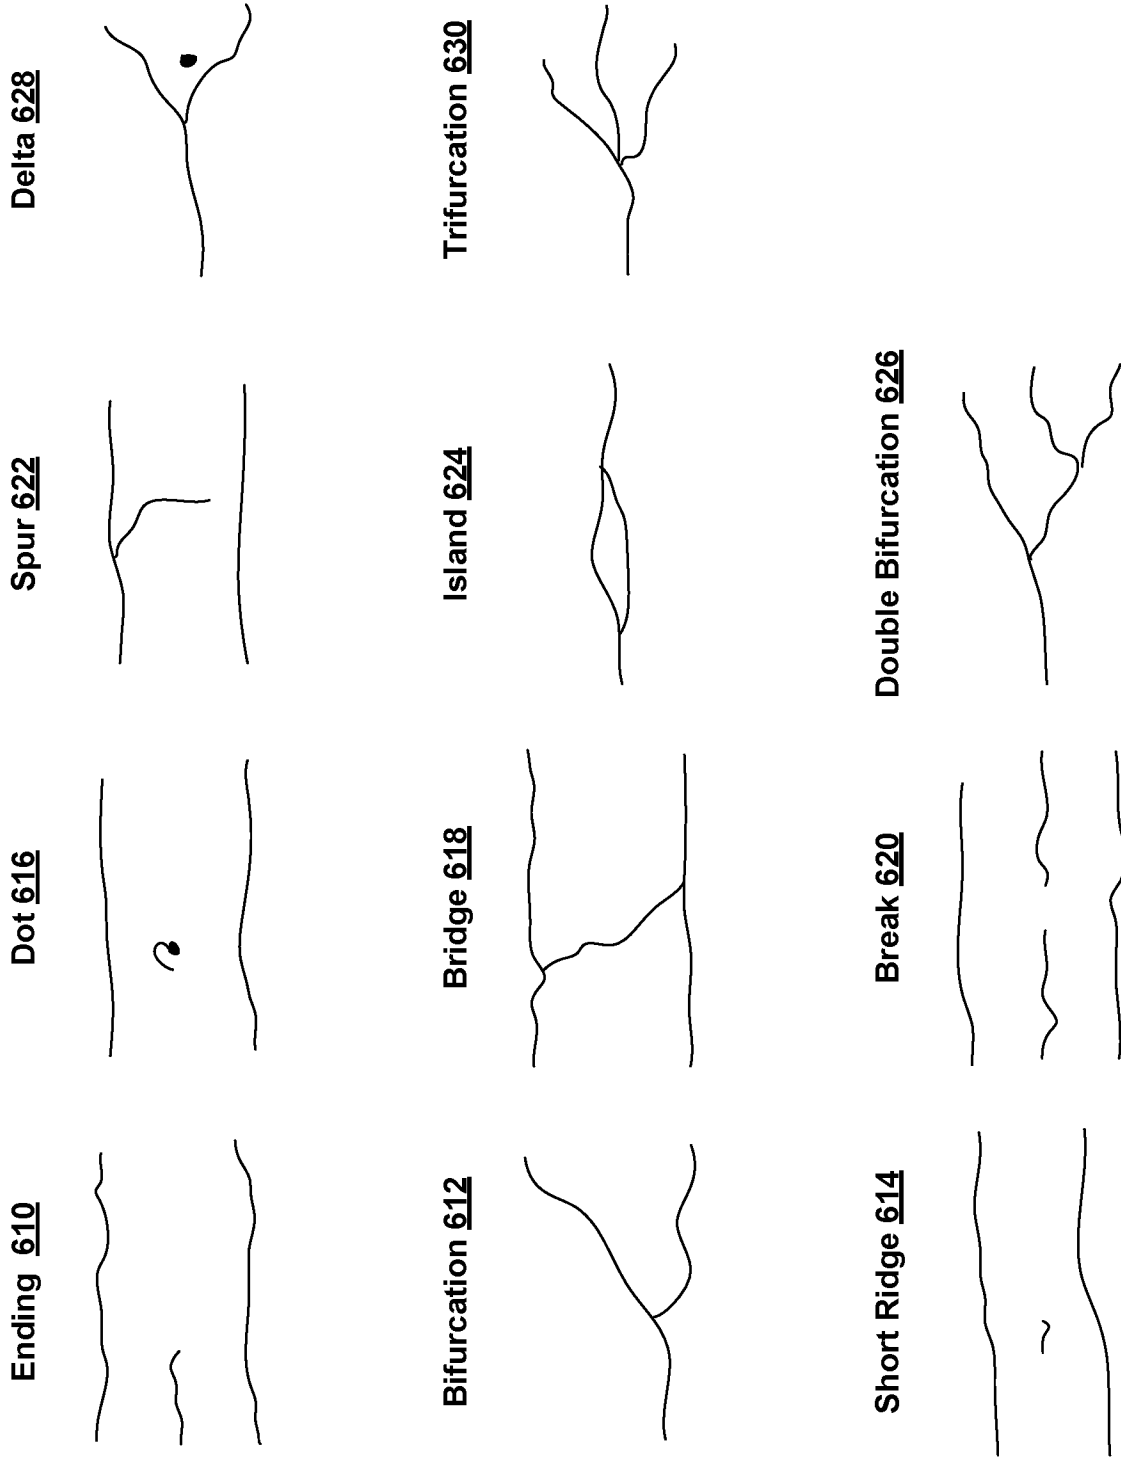 Ending 610
Dot 616
Spur 622
Delta 628
Bifurcation 612
Bridge 618
Island 624
Trifurcation 630
Short Ridge 614
Break 620
Double Bifurcation 626